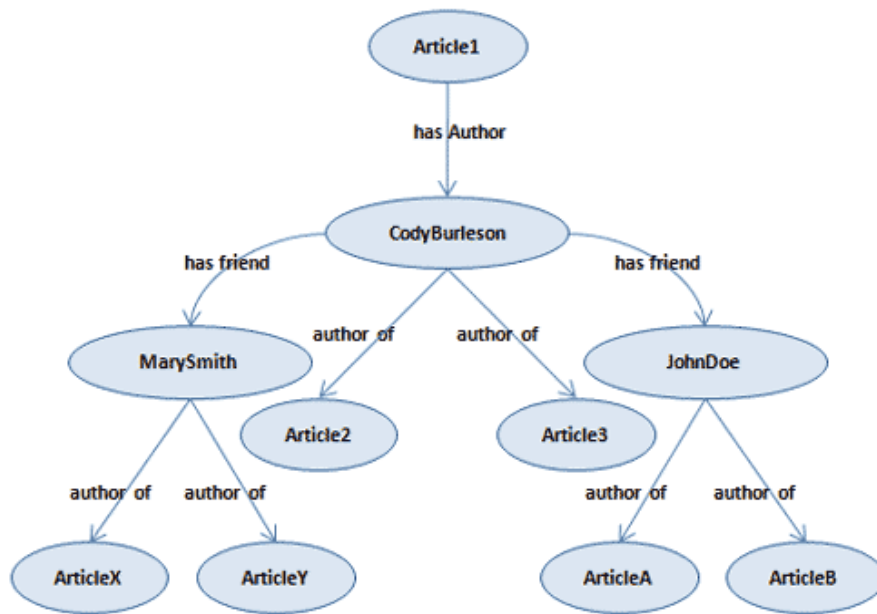 Article1
has Author
CodyBurleson
has friend
has friend
author of
author of
MarySmith
JohnDoe
Article2
Article3
author of
author of
author of
author of
ArticleX
ArticleY
ArticleA
ArticleB